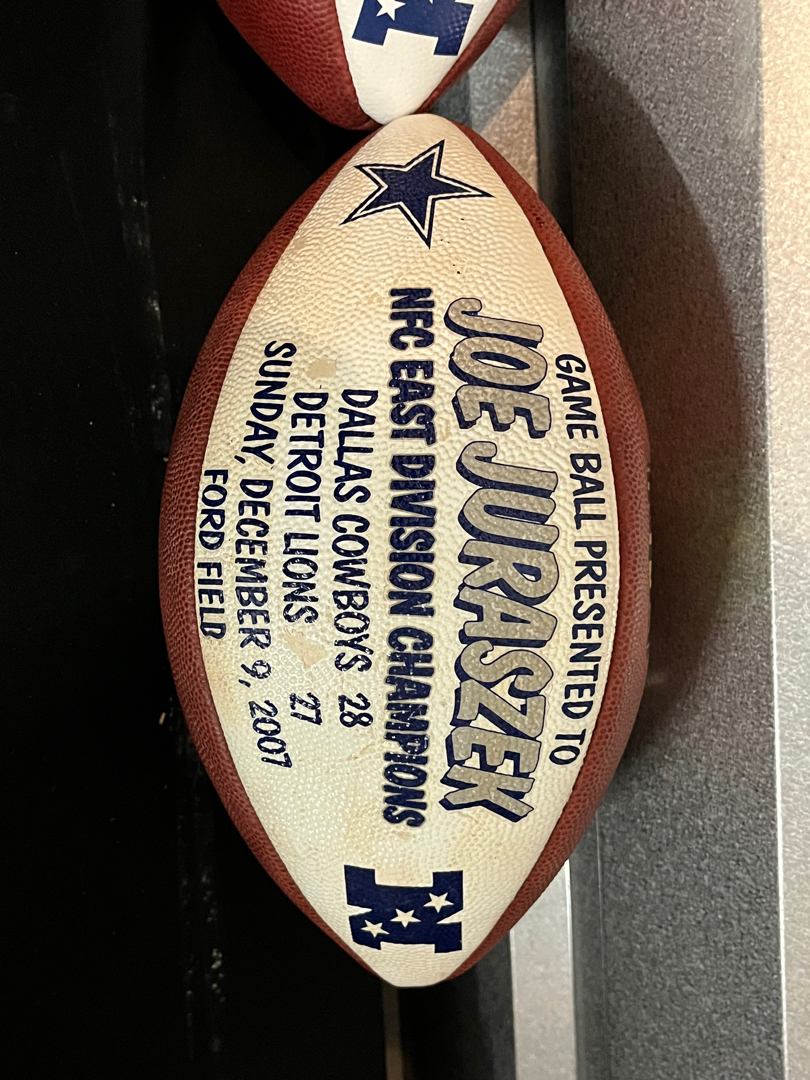 GAME BALL PRESENTED TO
JOE JURASZEK
NFC EAST DIVISION CHAMPIONS
DALLAS COWBOYS 28
DETROIT LIONS 27
SUNDAY, DECEMBER 9, 2007
FORD FIELD
N